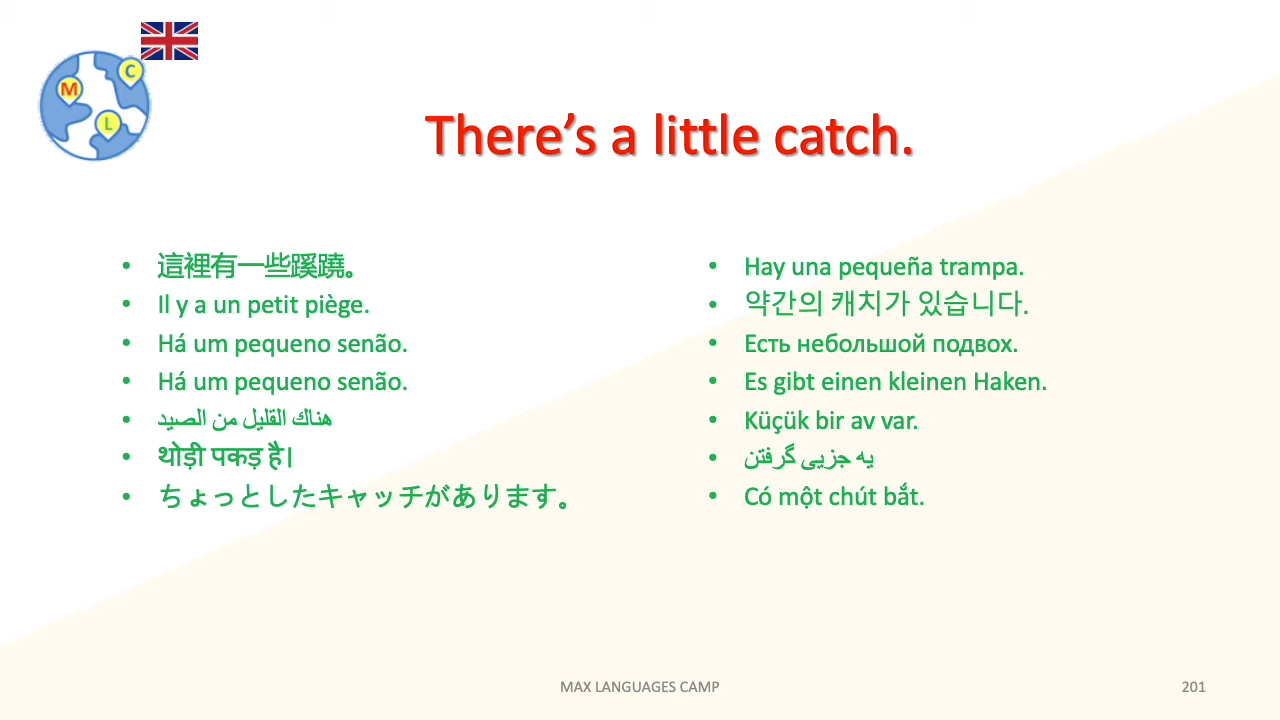 M
C
L
There’s a little catch.
• 這裡有一些蹊蹺。
• Il y a un petit piège.
• Há um pequeno senão.
• Há um pequeno senão.
• هناك القليل من الصيد
• थोड़ी पकड़ है।
• ちょっとしたキャッチがあります。
• Hay una pequeña trampa.
• 약간의 캐치가 있습니다.
• Есть небольшой подвох.
• Es gibt einen kleinen Haken.
• Küçük bir av var.
• یه جزیی گرفتن
• Có một chút bắt.
MAX LANGUAGES CAMP
201